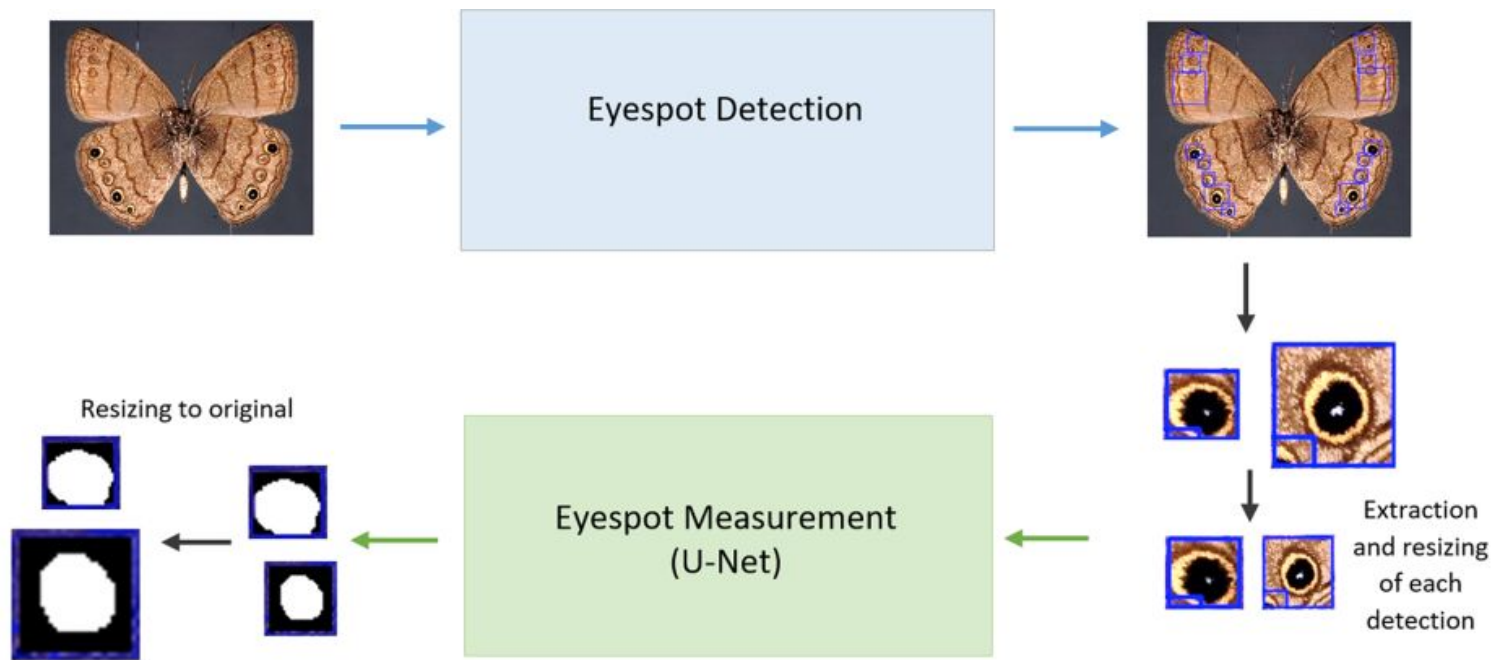 Eyespot Detection
Resizing to original
Eyespot Measurement
(U-Net)
Extraction
and resizing
of each
detection